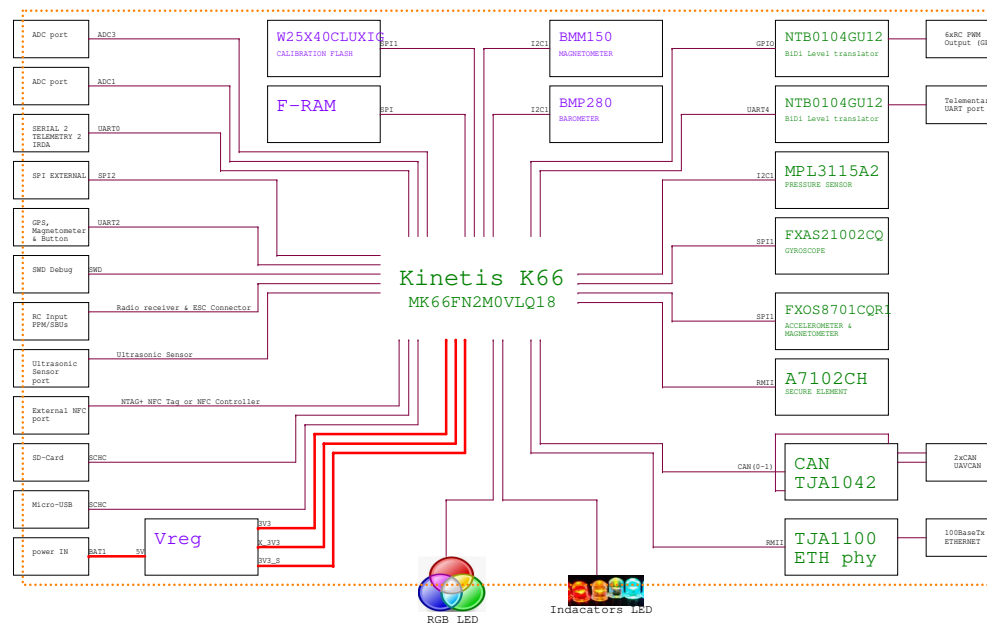 ADC port
ADC3
ADC port
ADC1
SERIAL 2
TELEMETRY 2
IRDA
UART0
SPI EXTERNAL
SPI2
GPS,
Magnetometer
& Button
UART2
SWD Debug
SWD
RC Input
PPM/SBUs
Radio receiver & ESC Connector
Ultrasonic
Sensor
port
Ultrasonic Sensor
External NFC
port
NTAG+ NFC Tag or NFC Controller
SD-Card
SCHC
Micro-USB
SCHC
power IN
BAT1
5V
Vreg
3V3
X_3V3
3V3_S
W25X40CLUXIG
CALIBRATION FLASH
SPI1
F-RAM
SPI
I2C1
BMM150
MAGNETOMETER
I2C1
BMP280
BAROMETER
Kinetis K66
MK66FN2M0VLQ18
GPIO
NTB0104GU12
BiDi Level translator
6xRC PWM
Output (GP
UART4
NTB0104GU12
BiDi Level translator
Telementar
UART port
I2C1
MPL3115A2
PRESSURE SENSOR
SPI1
FXAS21002CQ
GYROSCOPE
SPI1
FXOS8701CQR1
ACCELEROMETER &
MAGNETOMETER
RMII
A7102CH
SECURE ELEMENT
CAN(0-1)
CAN
TJA1042
2xCAN
UAVCAN
RMII
TJA1100
ETH phy
100BaseTx
ETHERNET
RGB LED
Indacators LED